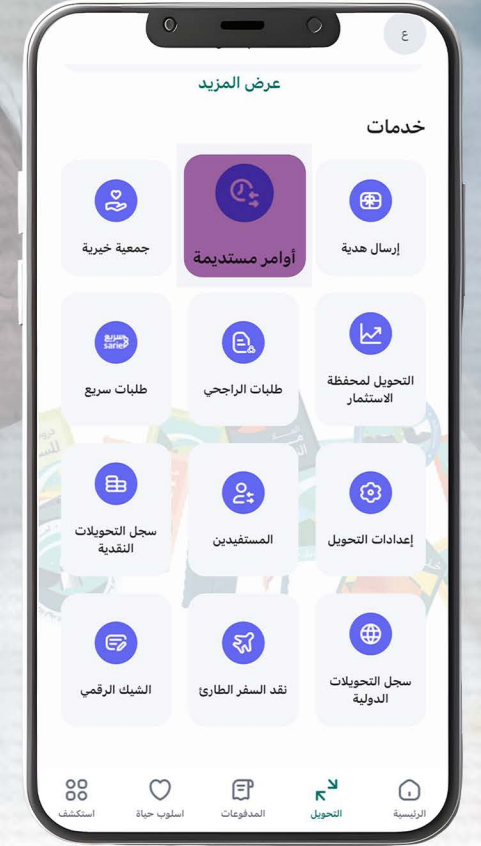 ع
عرض المزيد
خدمات
إرسال هدية
أوامر مستديمة
جمعية خيرية
التحويل لمحفظة
الاستثمار
طلبات الراجحي
سريع
sarie
طلبات سريع
إعدادات التحويل
المستفيدين
سجل التحويلات
النقدية
سجل التحويلات
الدولية
نقد السفر الطارئ
الشيك الرقمي
الرئيسية
التحويل
المدفوعات
اسلوب حياة
استكشف